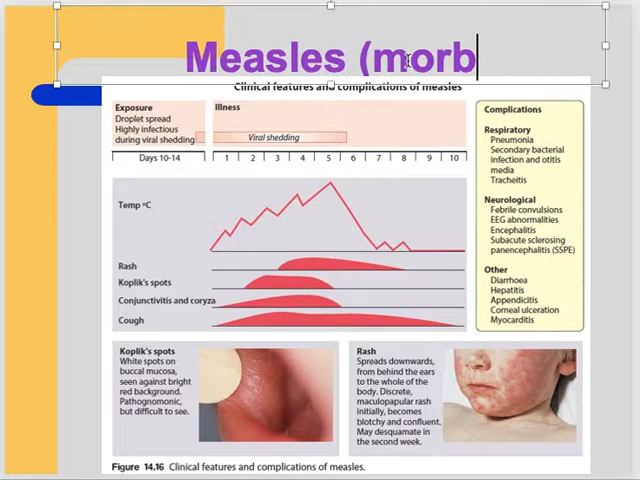 Measles (morb
Clinical features and complications of measles
Exposure
Droplet spread
Highly infectious
during viral shedding
Illness
Viral shedding
Days 10-14
1 2 3 4 5 6 7 8 9 10
Temp ºC
Rash
Koplik's spots
Conjunctivitis and coryza
Cough
Complications
Respiratory
Pneumonia
Secondary bacterial
infection and otitis
media
Tracheitis
Neurological
Febrile convulsions
EEG abnormalities
Encephalitis
Subacute sclerosing
panencephalitis (SSPE)
Other
Diarrhoea
Hepatitis
Appendicitis
Corneal ulceration
Myocarditis
Koplik's spots
White spots on
buccal mucosa,
seen against bright
red background.
Pathognomonic,
but difficult to see.
Rash
Spreads downwards,
from behind the ears
to the whole of the
body. Discrete,
maculopapular rash
initially, becomes
blotchy and confluent.
May desquamate in
the second week.
Figure 14.16 Clinical features and complications of measles.